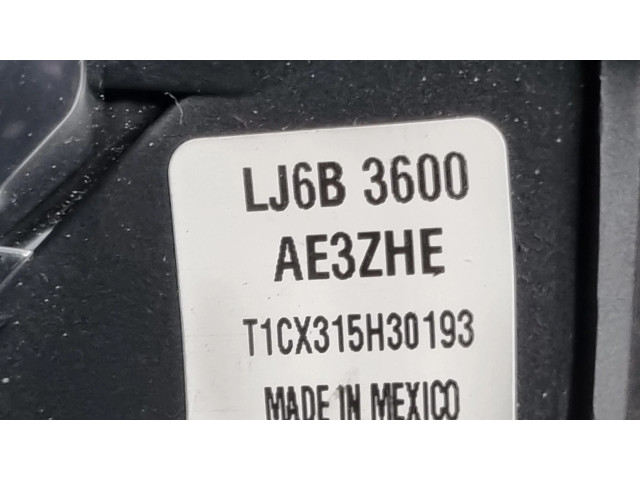 LJ6B 3600
AE3ZHE
T1CX315H30193
MADE IN MEXICO